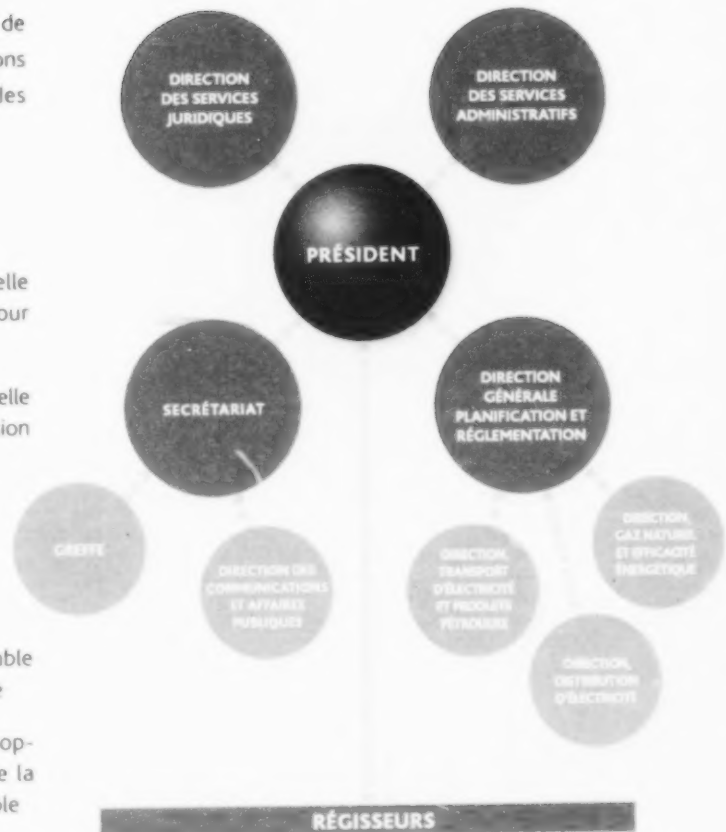 de
ons
des
elle
our
elle
ion
able
e
op-
e la
ble
DIRECTION
DES SERVICES
JURIDIQUES
DIRECTION
DES SERVICES
ADMINISTRATIFS
PRÉSIDENT
SECRÉTARIAT
DIRECTION
GÉNÉRALE
PLANIFICATION ET
RÉGLEMENTATION
GREFFE
DIRECTION DES
COMMUNICATIONS
ET AFFAIRES
PUBLIQUES
DIRECTION,
TRANSPORT
D'ÉLECTRICITÉ
ET PRODUITS
PÉTROLIERS
DIRECTION,
GAZ NATUREL
ET EFFICACITÉ
ÉNERGÉTIQUE
DIRECTION,
DISTRIBUTION
D'ÉLECTRICITÉ
RÉGISSEURS